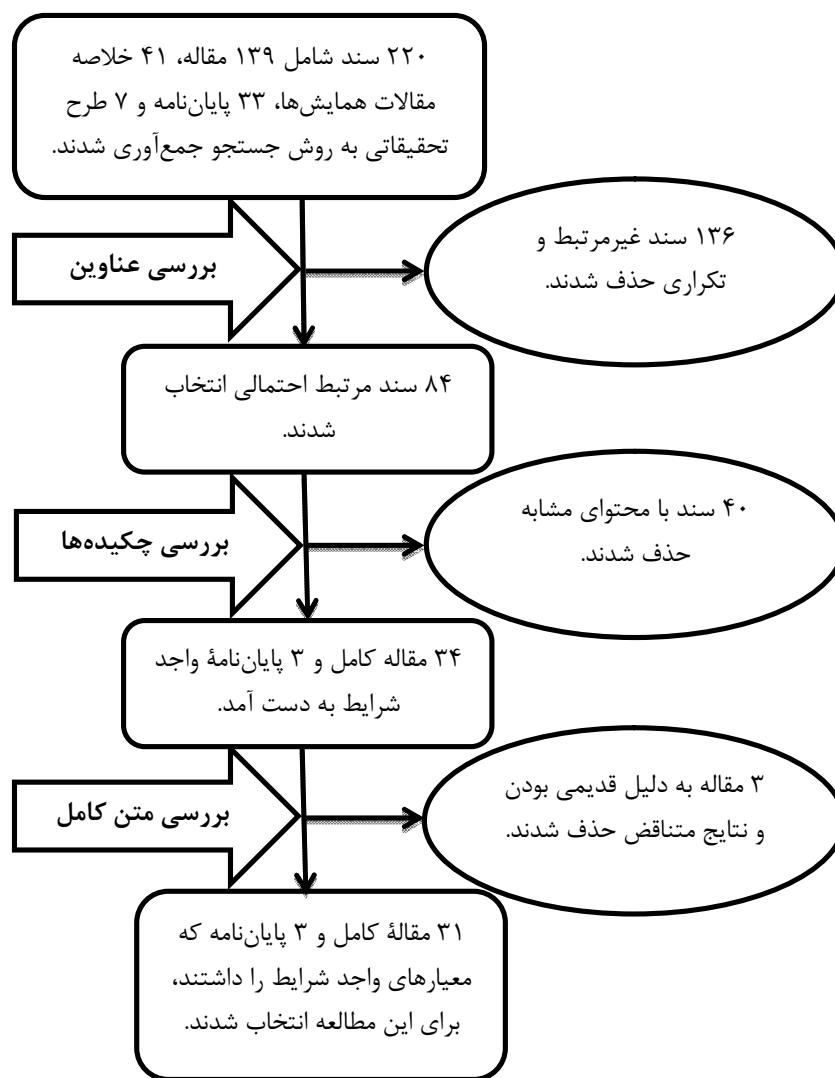 ۲۲۰ سند شامل ۱۳۹ مقاله، ۴۱ خلاصه
مقالات همایش‌ها، ۳۳ پایان‌نامه و ۷ طرح
تحقیقاتی به روش جستجو جمع‌آوری شدند.
بررسی عناوین
۱۳۶ سند غیرمرتبط و
تکراری حذف شدند.
۸۴ سند مرتبط احتمالی انتخاب
شدند.
بررسی چکیده‌ها
۴۰ سند با محتوای مشابه
حذف شدند.
۳۴ مقاله کامل و ۳ پایان‌نامهٔ واجد
شرایط به دست آمد.
بررسی متن کامل
۳ مقاله به دلیل قدیمی بودن
و نتایج متناقض حذف شدند.
۳۱ مقالهٔ کامل و ۳ پایان‌نامه که
معیارهای واجد شرایط را داشتند،
برای این مطالعه انتخاب شدند.